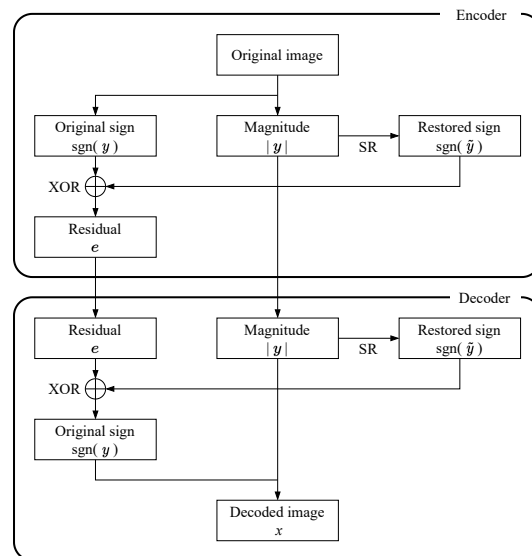 Encoder
Original image
Original sign
sgn( y )
Magnitude
| y |
SR
Restored sign
sgn( ỹ )
XOR
Residual
e
Decoder
Residual
e
Magnitude
| y |
SR
Restored sign
sgn( ỹ )
XOR
Original sign
sgn( y )
Decoded image
x